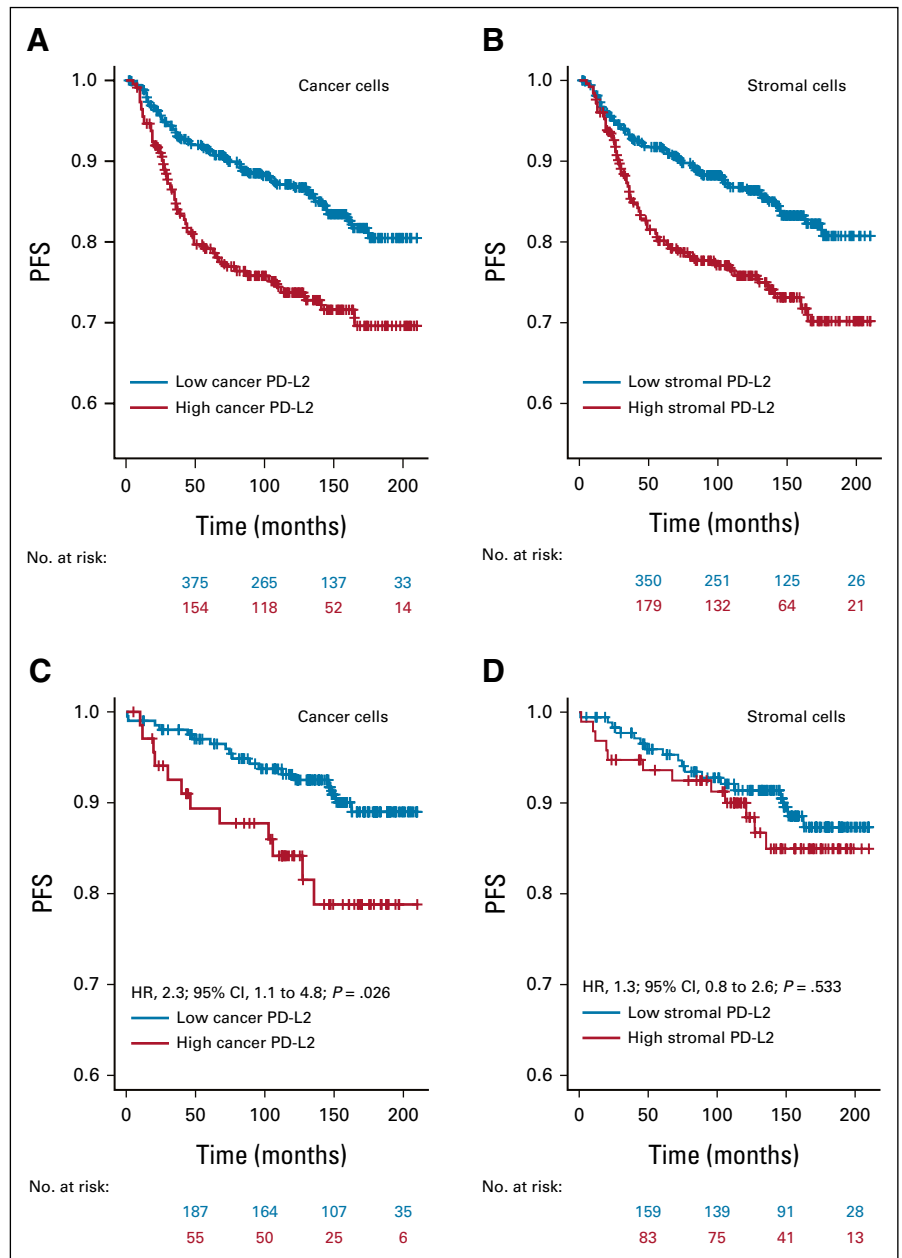 A
Cancer cells
1.0
0.9
0.8
0.7
0.6
PFS
Low cancer PD-L2
High cancer PD-L2
0 50 100 150 200
Time (months)
No. at risk:
375 265 137 33
154 118 52 14
B
Stromal cells
1.0
0.9
0.8
0.7
0.6
PFS
Low stromal PD-L2
High stromal PD-L2
0 50 100 150 200
Time (months)
No. at risk:
350 251 125 26
179 132 64 21
C
Cancer cells
1.0
0.9
0.8
0.7
0.6
PFS
HR, 2.3; 95% CI, 1.1 to 4.8; P = .026
Low cancer PD-L2
High cancer PD-L2
0 50 100 150 200
Time (months)
No. at risk:
187 164 107 35
55 50 25 6
D
Stromal cells
1.0
0.9
0.8
0.7
0.6
PFS
HR, 1.3; 95% CI, 0.8 to 2.6; P = .533
Low stromal PD-L2
High stromal PD-L2
0 50 100 150 200
Time (months)
No. at risk:
159 139 91 28
83 75 41 13